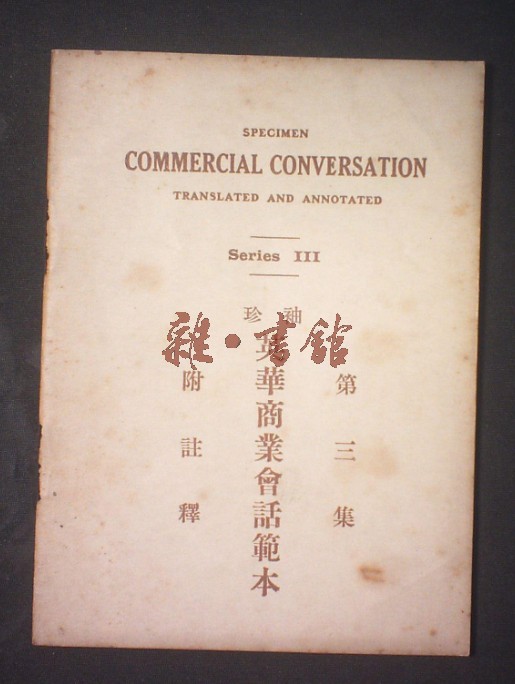 SPECIMEN
COMMERCIAL CONVERSATION
TRANSLATED AND ANNOTATED
Series III
珍袖
雜·書館
第三集
英華商業會話範本
附註釋